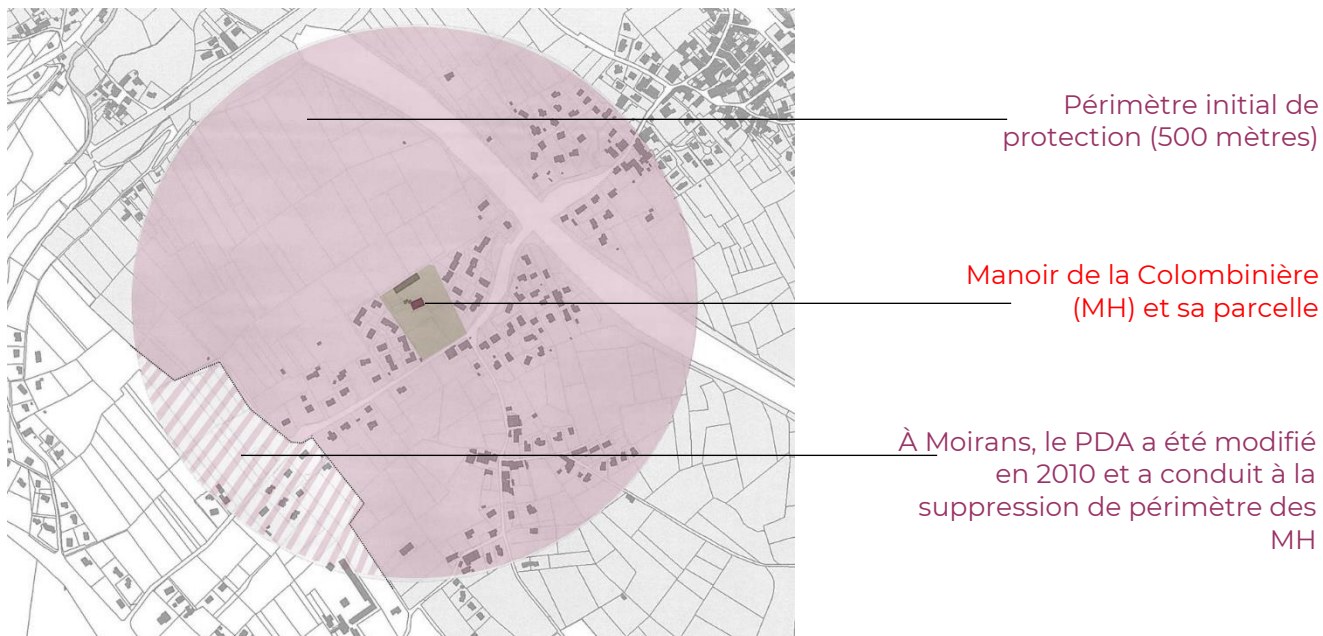 Périmètre initial de
protection (500 mètres)
Manoir de la Colombinière
(MH) et sa parcelle
À Moirans, le PDA a été modifié
en 2010 et a conduit à la
suppression de périmètre des
MH